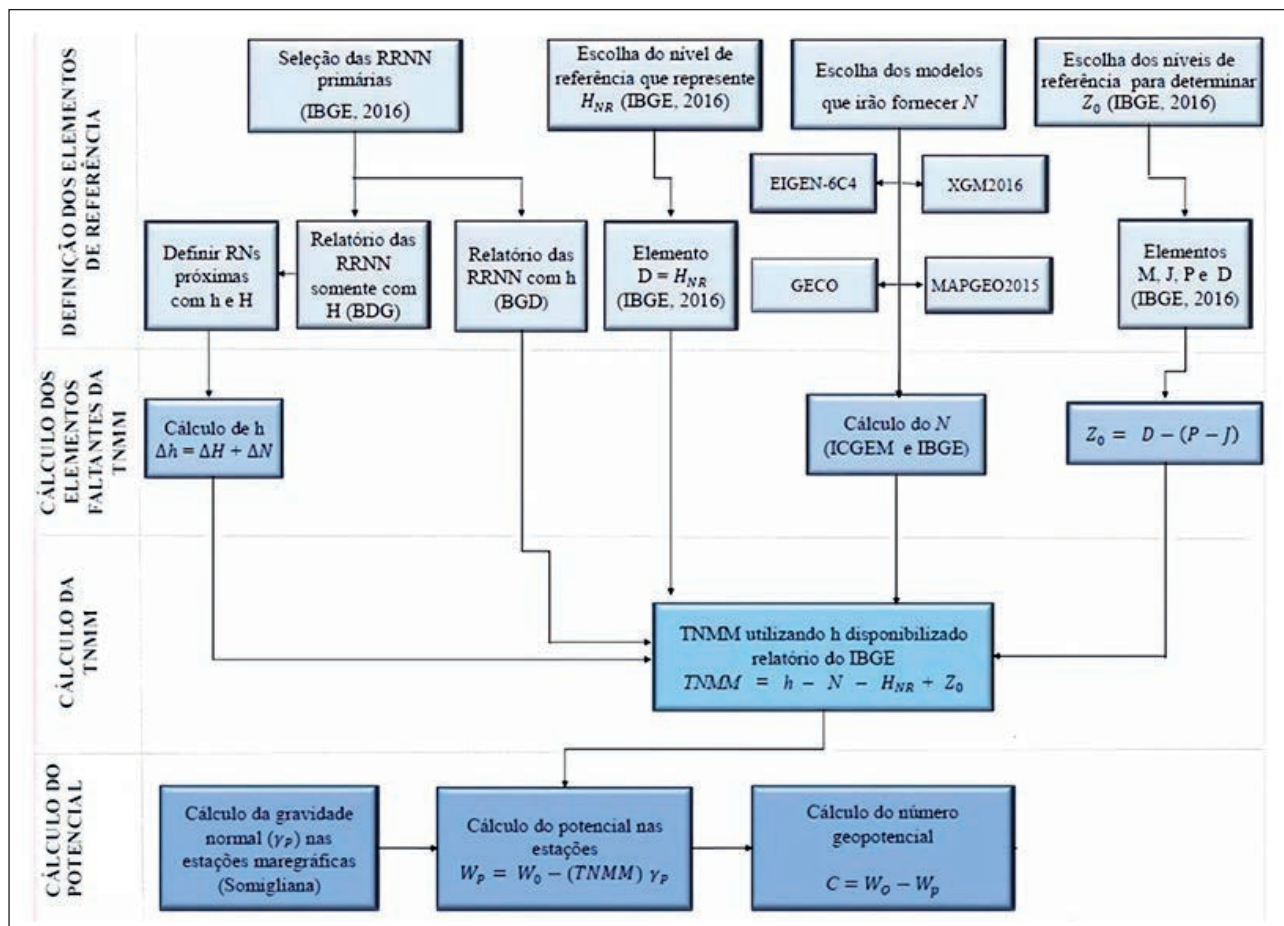 DEFINIÇÃO DOS ELEMENTOS
DE REFERÊNCIA
Seleção das RRNN
primárias
(IBGE, 2016)
Escolha do nível de
referência que represente
H_NR (IBGE, 2016)
Escolha dos modelos
que irão fornecer N
Escolha dos níveis de
referência para determinar
Z_0 (IBGE, 2016)
EIGEN-6C4
XGM2016
Definir RNs
próximas
com h e H
Relatório das
RRNN
somente com
H (BDG)
Relatório das
RRNN com h
(BGD)
Elemento
D = H_NR
(IBGE, 2016)
GECO
MAPGEO2015
Elementos
M, J, P e D
(IBGE, 2016)
CÁLCULO DOS
ELEMENTOS
FALTANTES DA
TNMM
Cálculo de h
Δh = ΔH + ΔN
Cálculo do N
(ICGEM e IBGE)
Z_0 = D − (P − J)
CÁLCULO DA
TNMM
TNMM utilizando h disponibilizado
relatório do IBGE
TNMM = h − N − H_NR + Z_0
CÁLCULO DO
POTENCIAL
Cálculo da gravidade
normal (γ_P) nas
estações maregráficas
(Somigliana)
Cálculo do potencial nas
estações
W_P = W_0 − (TNMM) γ_P
Cálculo do número
geopotencial
C = W_O − W_p